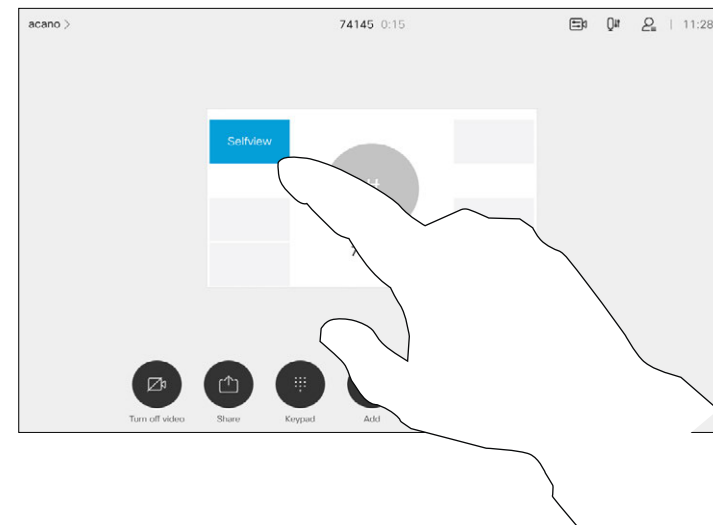 acano >
74145 0:15
11:28
Selfview
Turn off video
Share
Keypad
Add